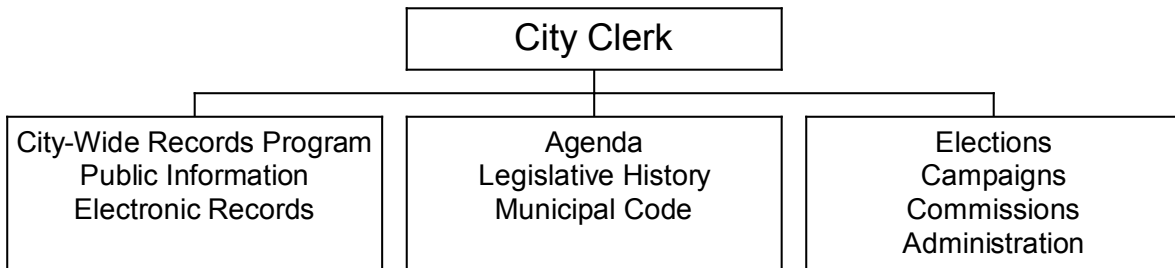 City Clerk
City-Wide Records Program
Public Information
Electronic Records
Agenda
Legislative History
Municipal Code
Elections
Campaigns
Commissions
Administration